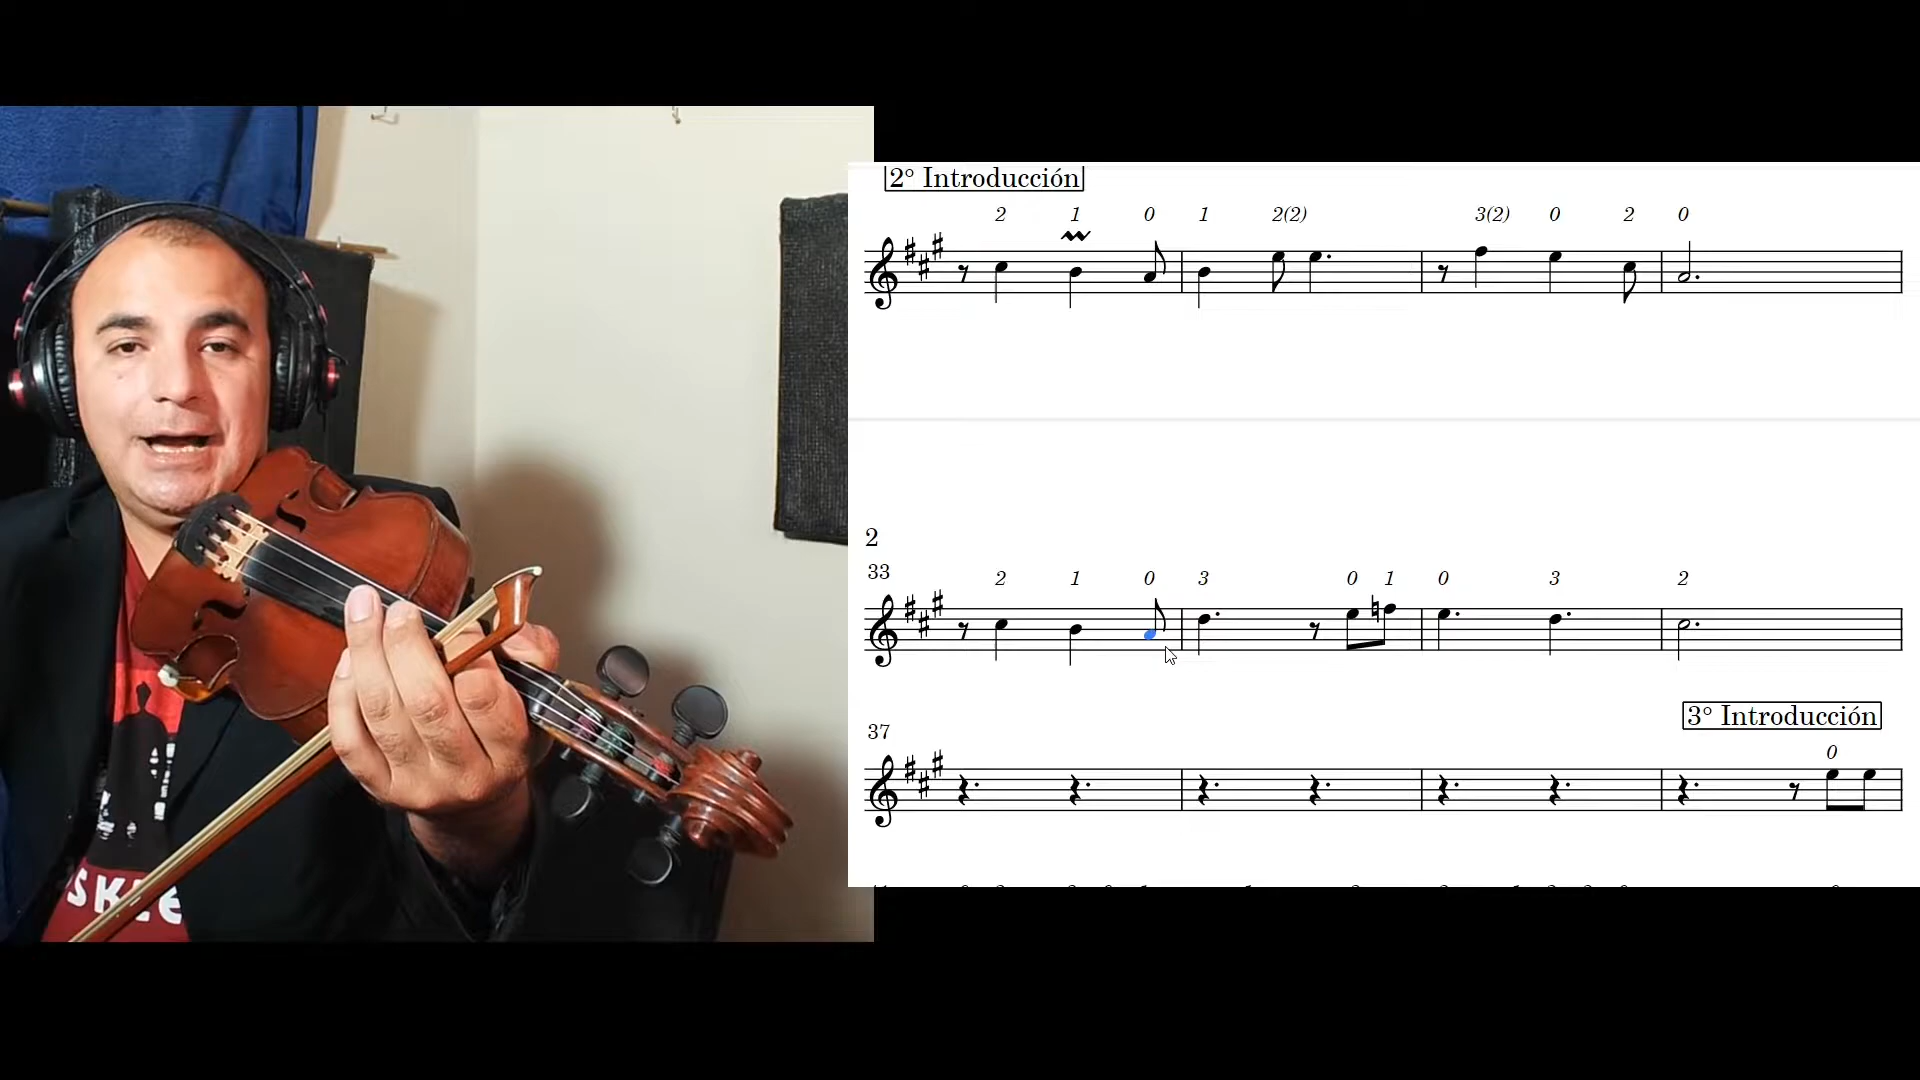 2° Introducción
2 1 0 1 2(2) 3(2) 0 2 0
2
33
2 1 0 3 0 1 0 3 2
3° Introducción
37
0
SKE